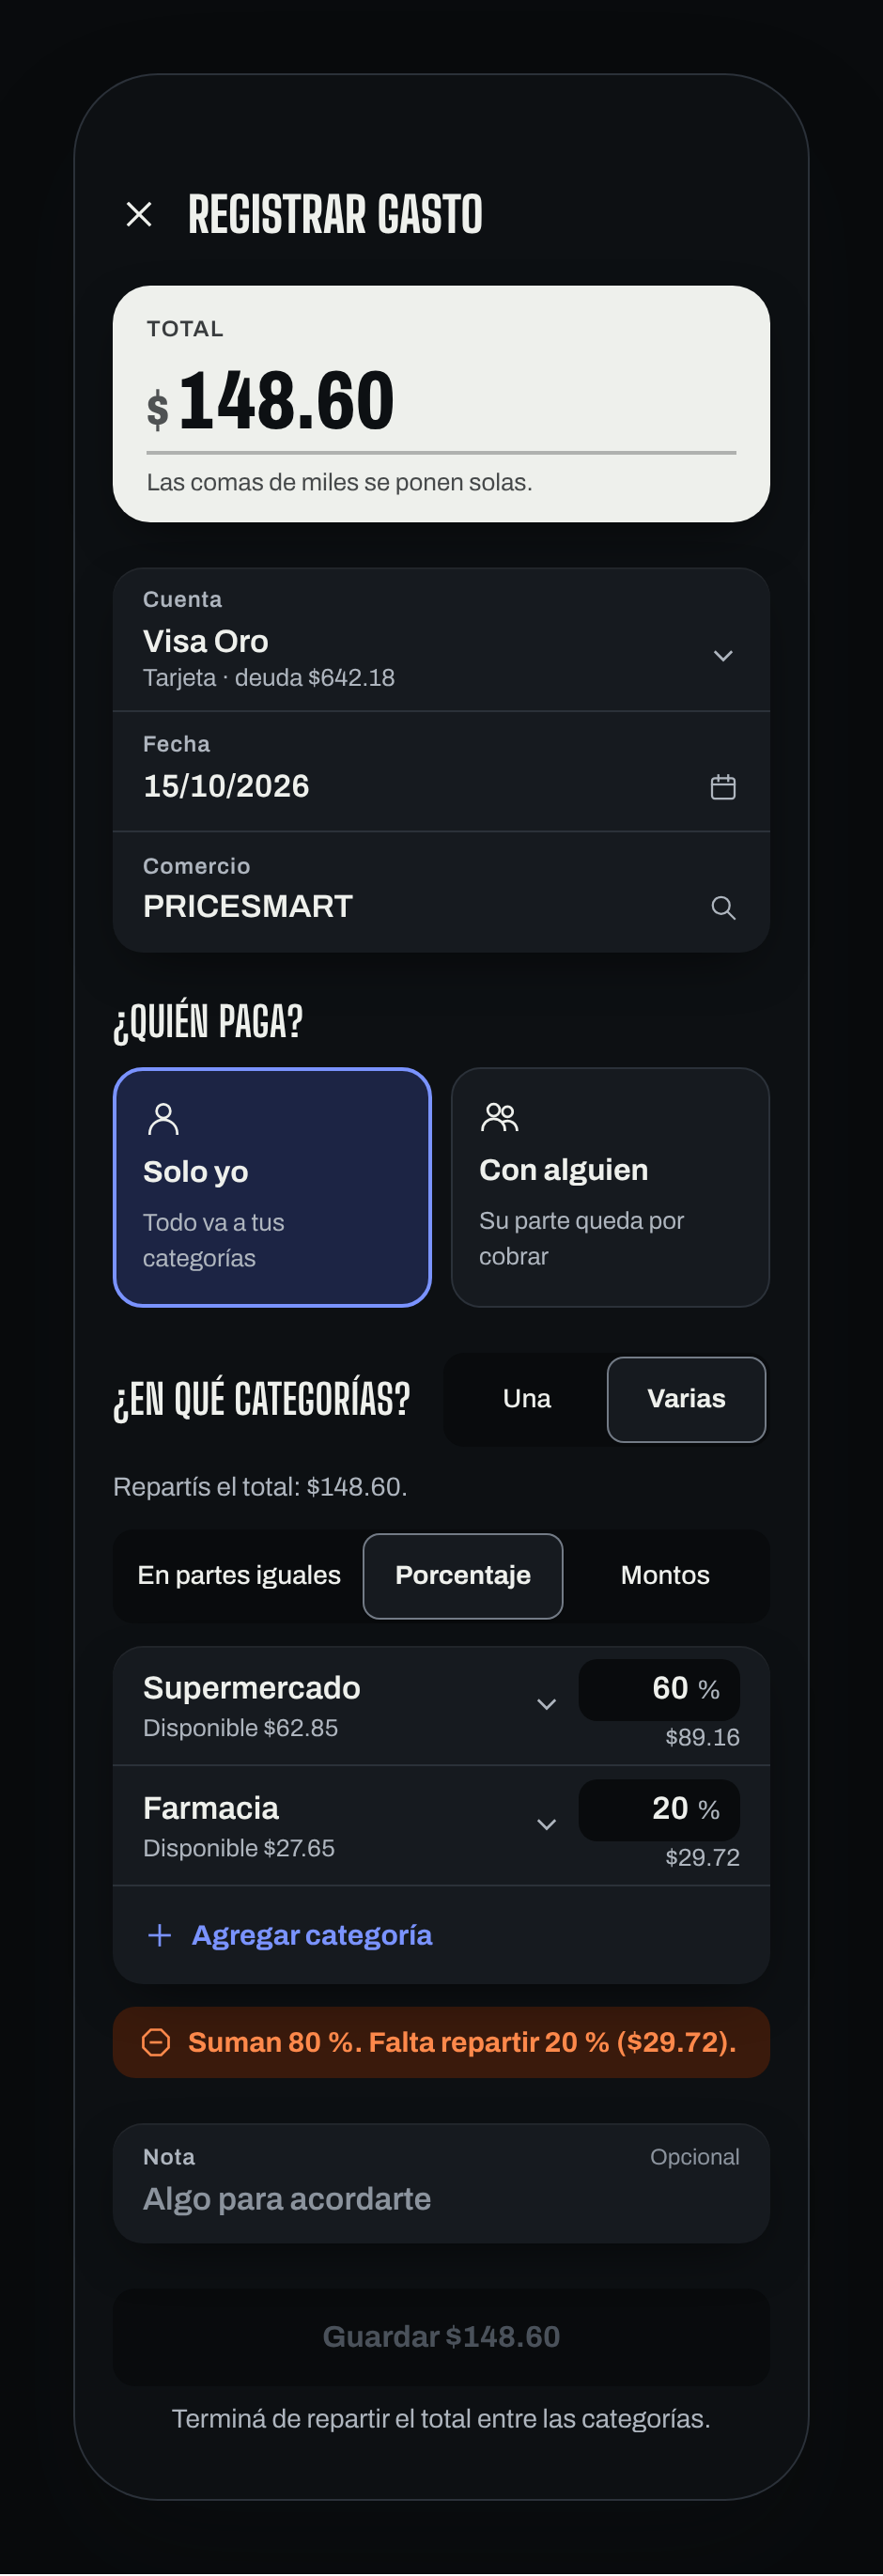 REGISTRAR GASTO
TOTAL
$148.60
Las comas de miles se ponen solas.
Cuenta
Visa Oro
Tarjeta · deuda $642.18
Fecha
15/10/2026
Comercio
PRICESMART
¿QUIÉN PAGA?
Solo yo
Todo va a tus
categorías
Con alguien
Su parte queda por
cobrar
¿EN QUÉ CATEGORÍAS?
Una
Varias
Repartís el total: $148.60.
En partes iguales
Porcentaje
Montos
Supermercado
Disponible $62.85
60 %
$89.16
Farmacia
Disponible $27.65
20 %
$29.72
Agregar categoría
Suman 80 %. Falta repartir 20 % ($29.72).
Nota
Opcional
Algo para acordarte
Guardar $148.60
Terminá de repartir el total entre las categorías.